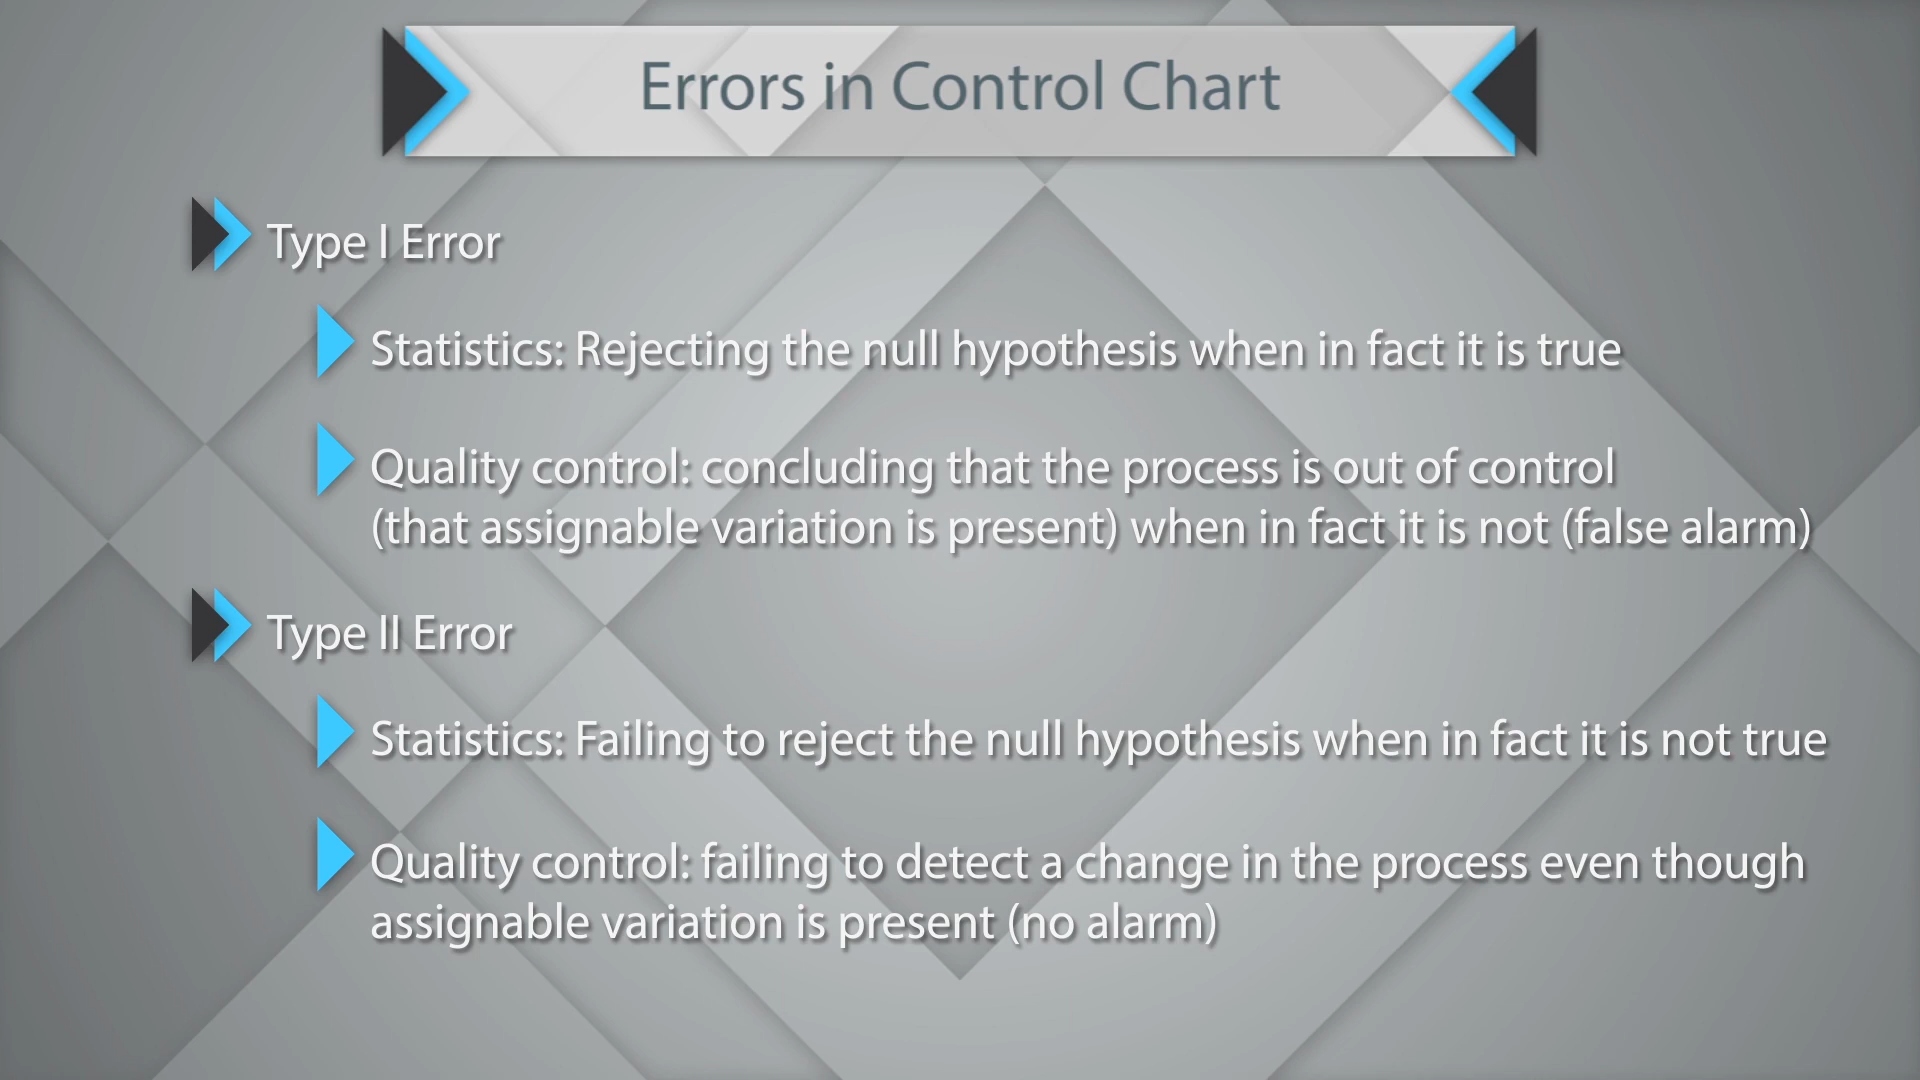 Errors in Control Chart
Type I Error
Statistics: Rejecting the null hypothesis when in fact it is true
Quality control: concluding that the process is out of control
(that assignable variation is present) when in fact it is not (false alarm)
Type II Error
Statistics: Failing to reject the null hypothesis when in fact it is not true
Quality control: failing to detect a change in the process even though
assignable variation is present (no alarm)